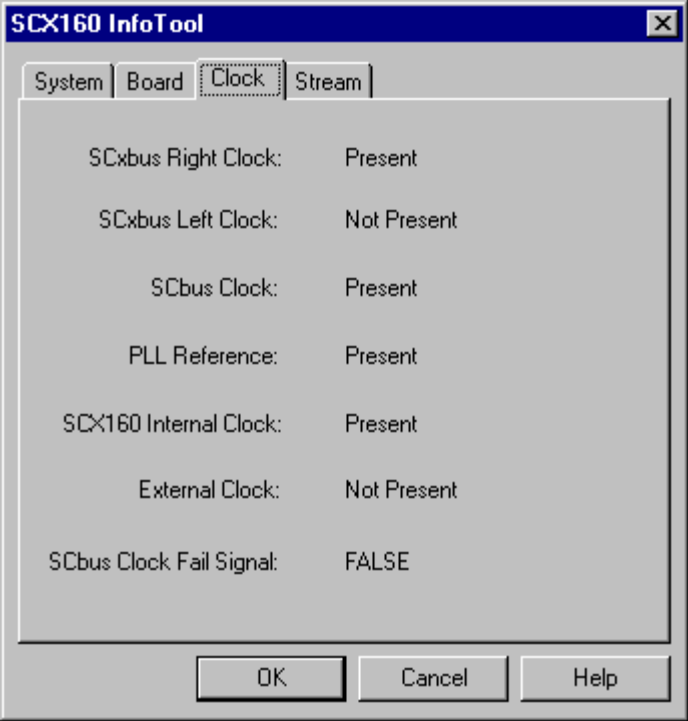 SCX160 InfoTool
System Board Clock Stream
SCxbus Right Clock: Present
SCxbus Left Clock: Not Present
SCbus Clock: Present
PLL Reference: Present
SCX160 Internal Clock: Present
External Clock: Not Present
SCbus Clock Fail Signal: FALSE
OK Cancel Help